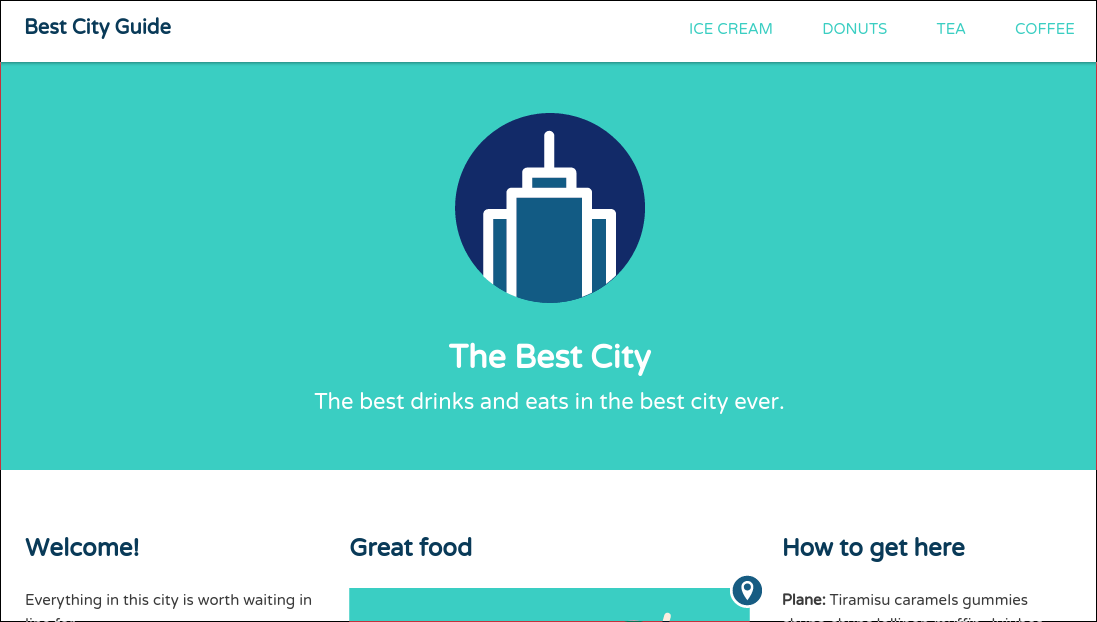 Best City Guide
ICE CREAM DONUTS TEA COFFEE
The Best City
The best drinks and eats in the best city ever.
Welcome!
Everything in this city is worth waiting in
Great food
How to get here
Plane: Tiramisu caramels gummies